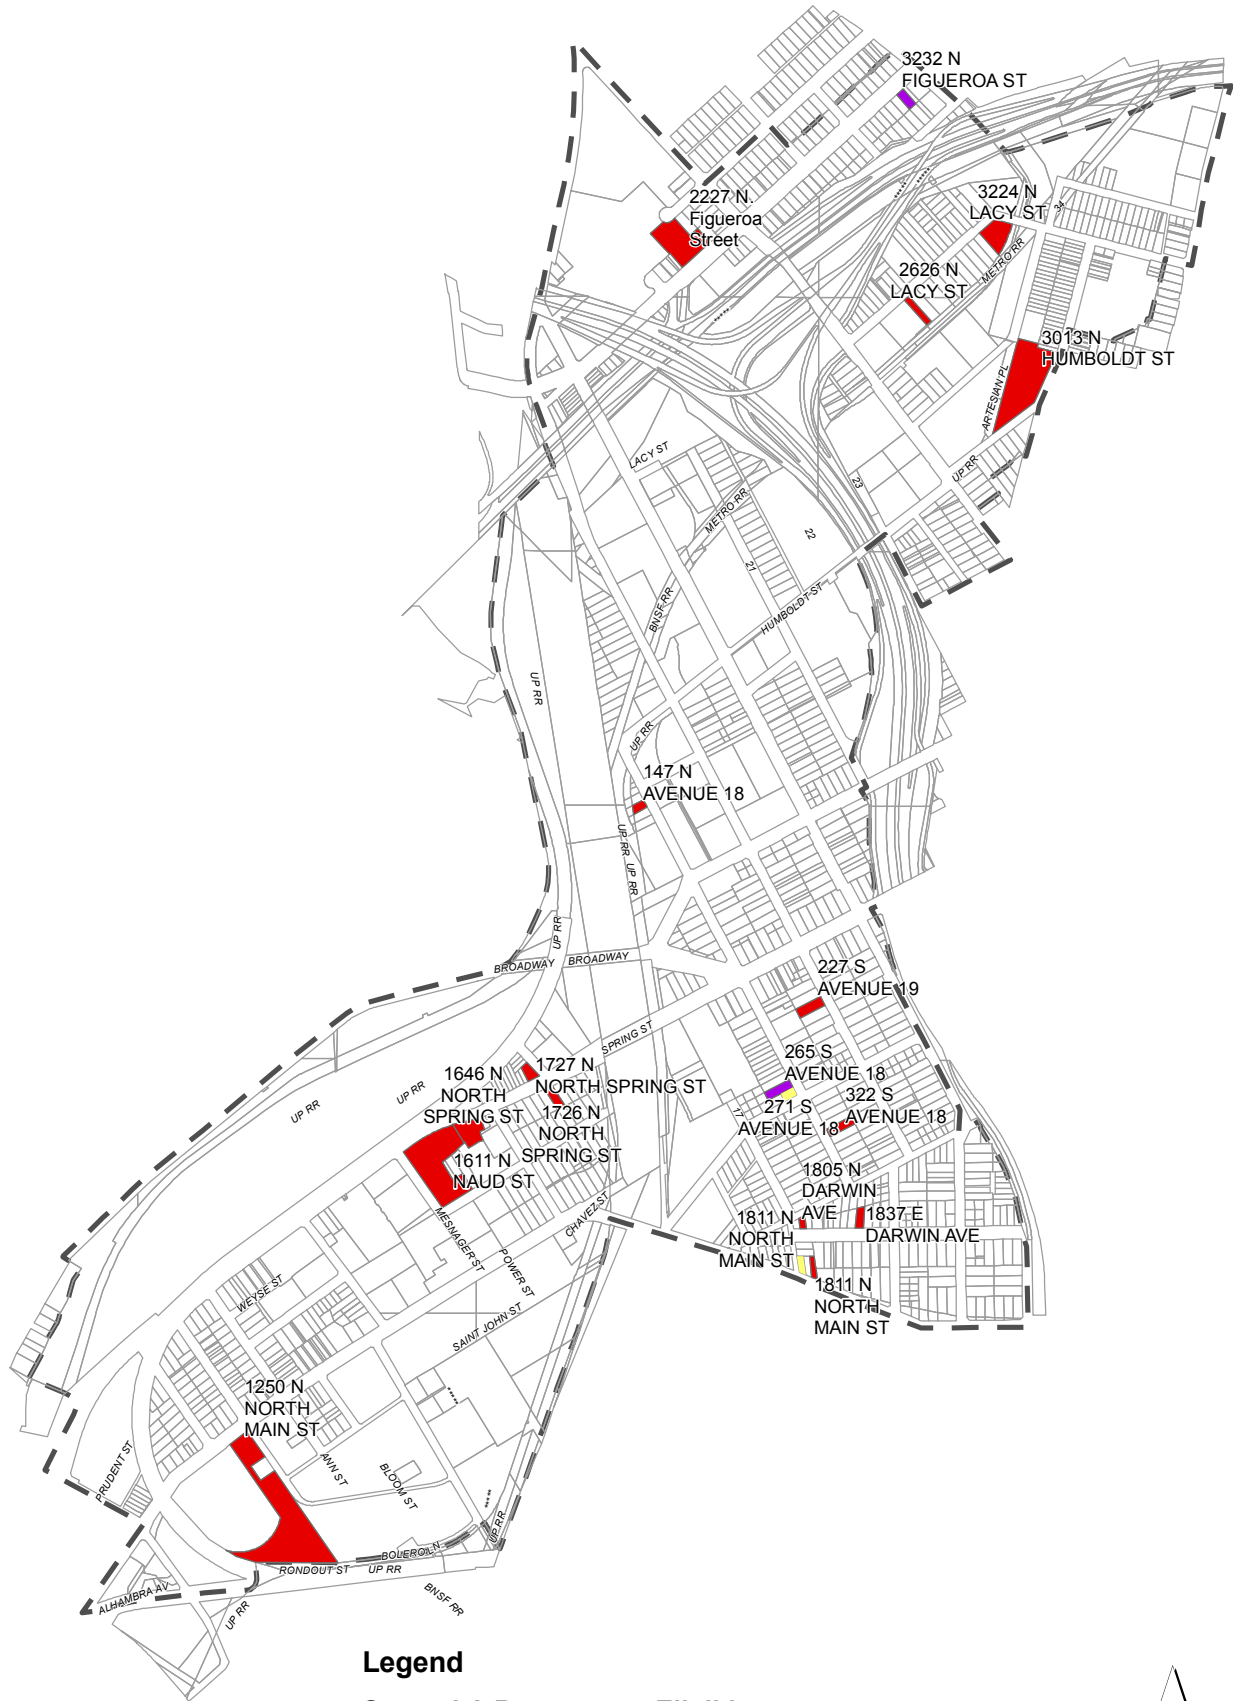 3232 N
FIGUEROA ST
2227 N.
Figueroa
Street
3224 N
LACY ST
34
METRO RR
2626 N
LACY ST
3013 N
HUMBOLDT ST
ARTESIAN PL
UP RR
LACY ST
METRO RR
23
22
21
HUMBOLDT ST
BNSF RR
UP RR
UP RR
147 N
AVENUE 18
UP RR
UP RR
UP RR
BROADWAY
BROADWAY
227 S
AVENUE 19
SPRING ST
265 S
AVENUE 18
271 S
AVENUE 18
322 S
AVENUE 18
17
1727 N
NORTH SPRING ST
1646 N
NORTH
SPRING ST
1726 N
NORTH
SPRING ST
UP RR
UP RR
1611 N
NAUD ST
1805 N
DARWIN
AVE
1837 E
DARWIN AVE
1811 N
NORTH
MAIN ST
1811 N
NORTH
MAIN ST
CHAVEZ ST
MESNAGER ST
POWER ST
SAINT JOHN ST
WEYSE ST
1250 N
NORTH
MAIN ST
PRUDENT ST
ANN ST
BLOOM ST
UP RR
BOLERO LN
RONDOUT ST
UP RR
ALHAMBRA AV
UP RR
BNSF RR
Legend